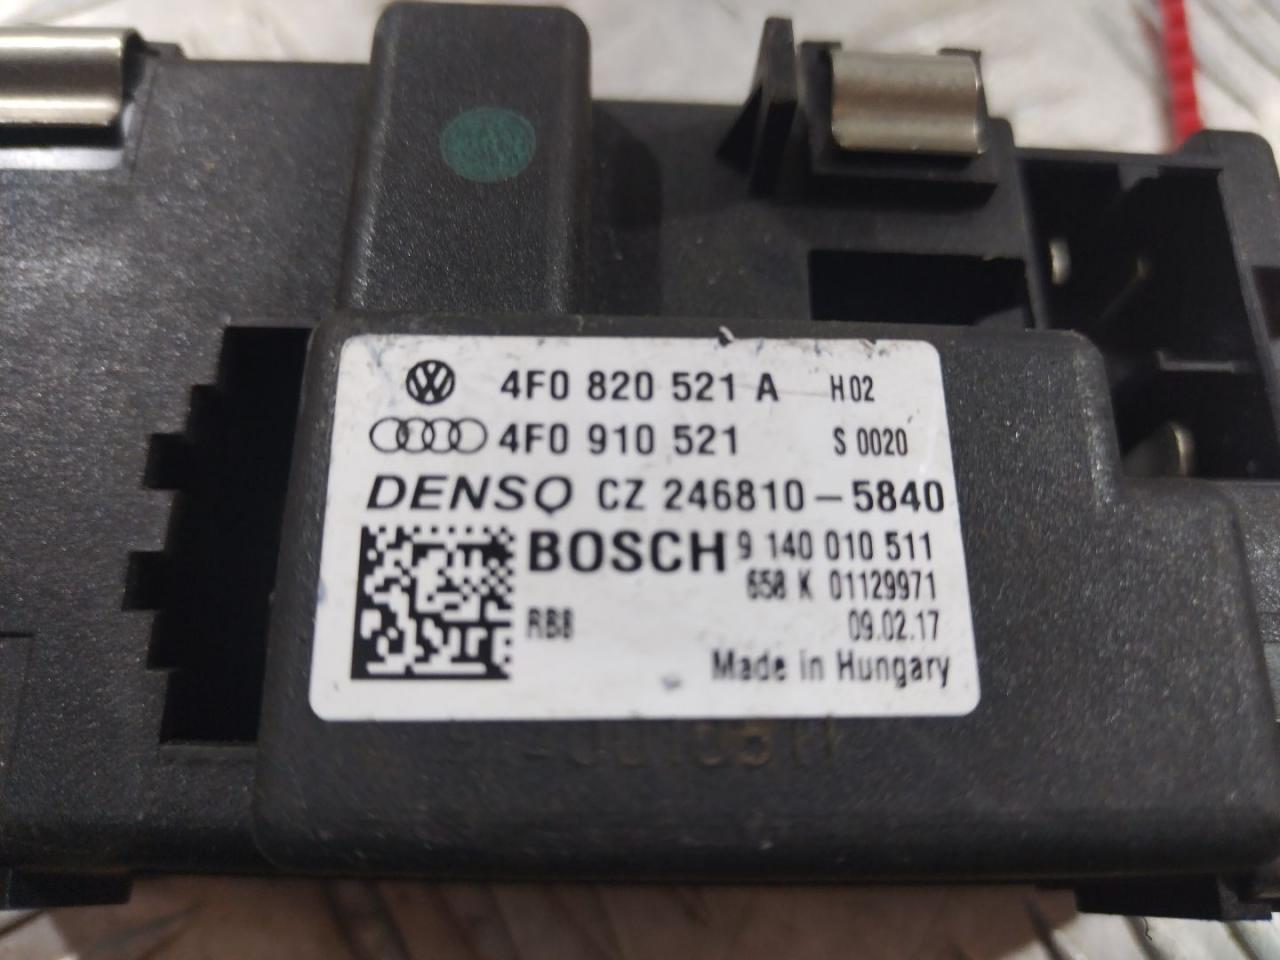 4F0 820 521 A H02
4F0 910 521 S 0020
DENSO CZ 246810-5840
BOSCH 9 140 010 511
658 K 01129971
RB8 09.02.17
Made in Hungary
9140010511